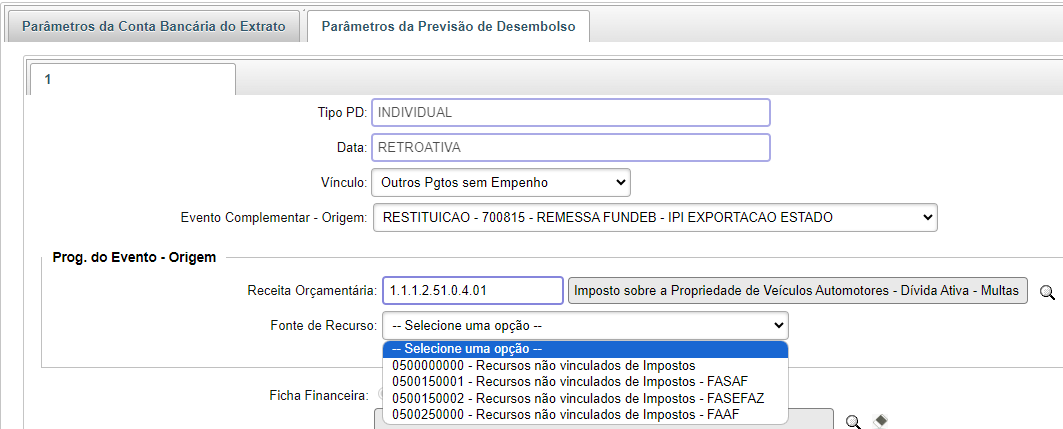 Parâmetros da Conta Bancária do Extrato
Parâmetros da Previsão de Desembolso
1
Tipo PD: INDIVIDUAL
Data: RETROATIVA
Vínculo: Outros Pgtos sem Empenho
Evento Complementar - Origem: RESTITUICAO - 700815 - REMESSA FUNDEB - IPI EXPORTACAO ESTADO
Prog. do Evento - Origem
Receita Orçamentária: 1.1.1.2.51.0.4.01 Imposto sobre a Propriedade de Veículos Automotores - Dívida Ativa - Multas
Fonte de Recurso: -- Selecione uma opção --
-- Selecione uma opção --
0500000000 - Recursos não vinculados de Impostos
0500150001 - Recursos não vinculados de Impostos - FASAF
0500150002 - Recursos não vinculados de Impostos - FASEFAZ
0500250000 - Recursos não vinculados de Impostos - FAAF
Ficha Financeira: